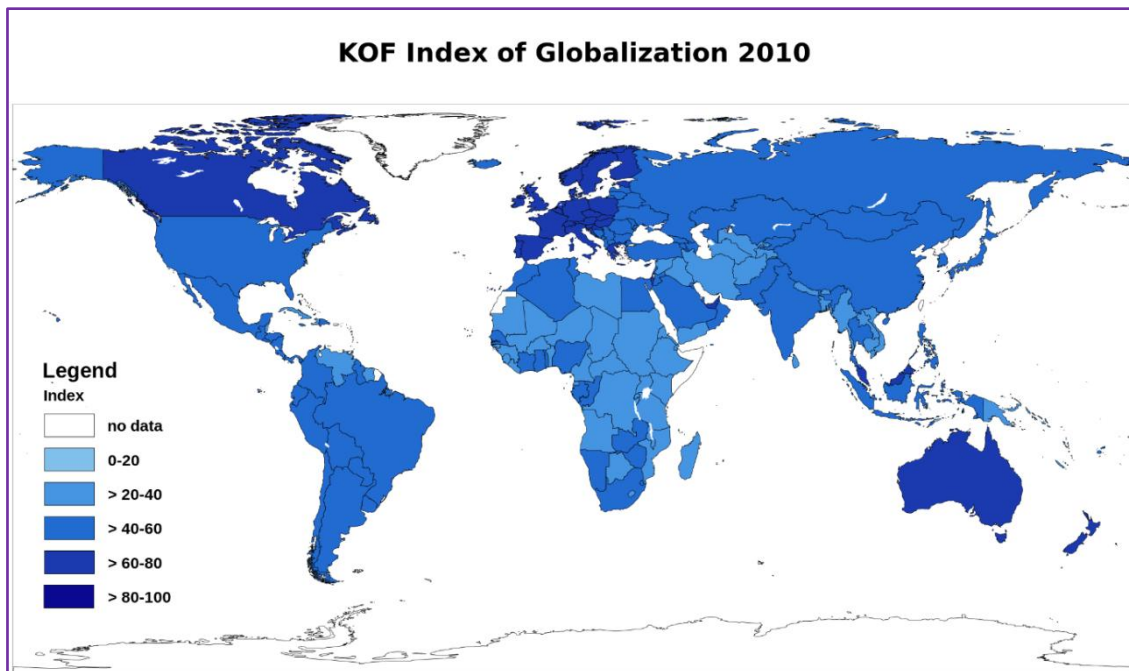 KOF Index of Globalization 2010
Legend
Index
no data
0-20
> 20-40
> 40-60
> 60-80
> 80-100